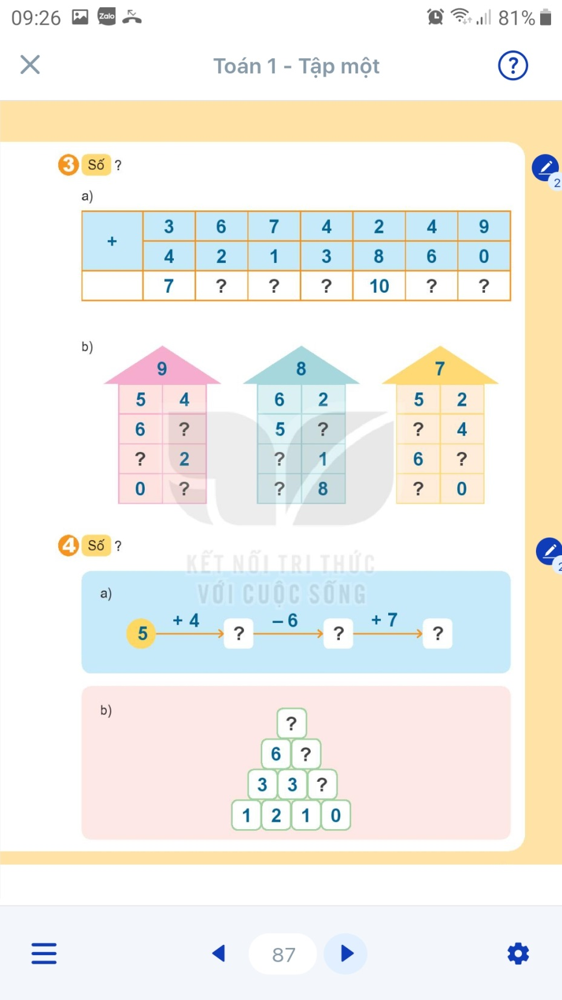 09:26 Zalo 81%
Toán 1 - Tập một ?
3 Số ?
2
a)
+ 3 6 7 4 2 4 9
4 2 1 3 8 6 0
7 ? ? ? 10 ? ?
b)
9 8 7
5 4 6 2 5 2
6 ? 5 ? ? 4
? 2 ? 1 6 ?
0 ? ? 8 ? 0
4 Số ?
2
KẾT NỐI TRI THỨC
VỚI CUỘC SỐNG
a)
+ 4 – 6 + 7
5 ? ? ?
b)
?
6 ?
3 3 ?
1 2 1 0
87